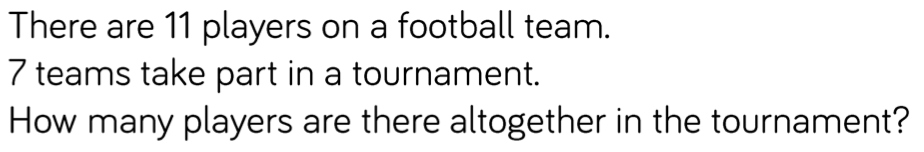 There are 11 players on a football team.
7 teams take part in a tournament.
How many players are there altogether in the tournament?